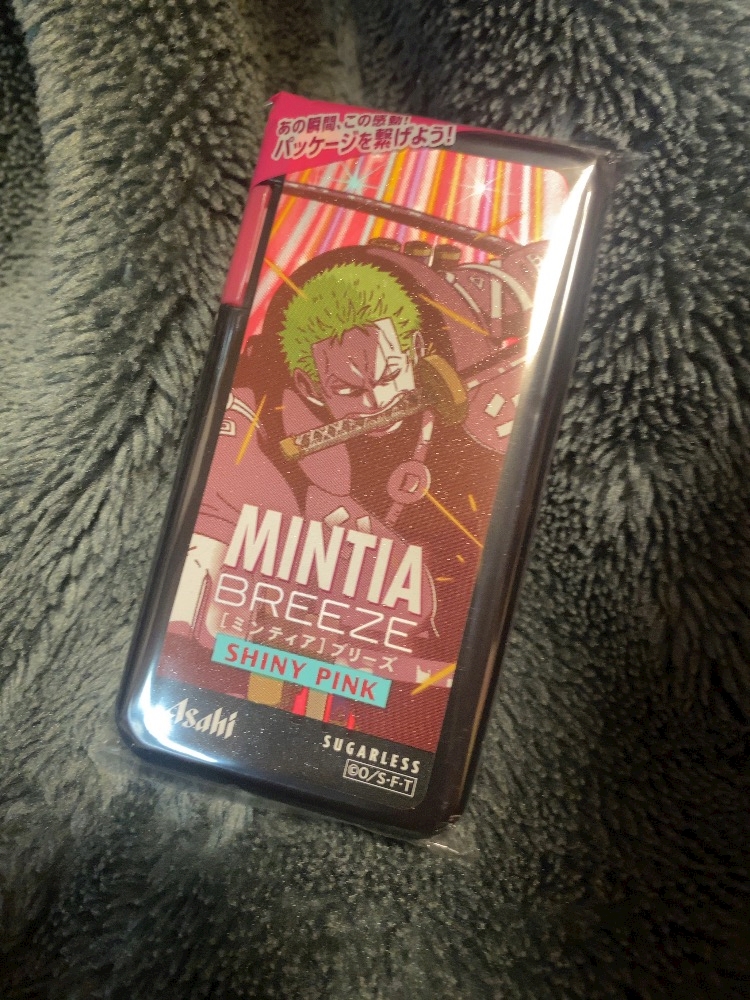 あの瞬間、この感動!
パッケージを繋げよう!
MINTIA
BREEZE
[ミンティア]ブリーズ
SHINY PINK
Asahi
SUGARLESS
©O/S・F・T